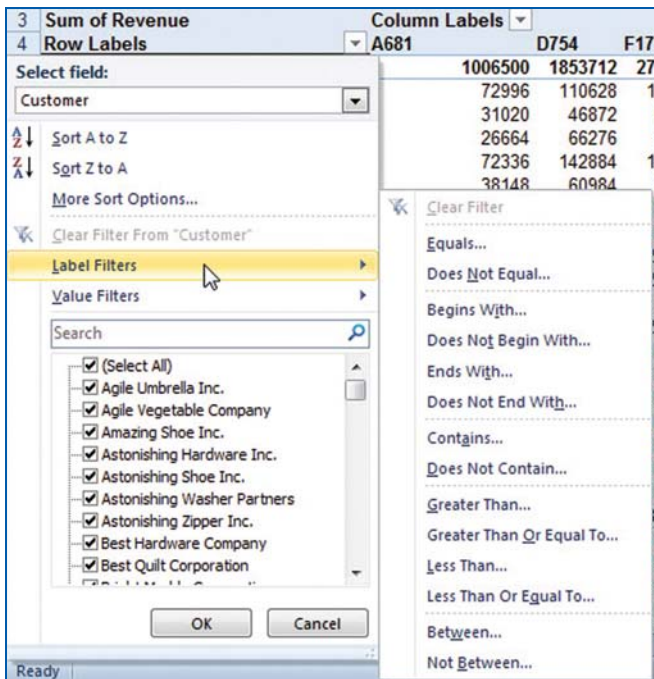 3 Sum of Revenue Column Labels
4 Row Labels A681 D754 F17
Select field: 1006500 1853712 27
Customer 72996 110628 1
31020 46872
Sort A to Z 26664 66276
Sort Z to A 72336 142884 1
More Sort Options... 38148 60984
Clear Filter From "Customer"
Label Filters
Value Filters
Search
(Select All)
Agile Umbrella Inc.
Agile Vegetable Company
Amazing Shoe Inc.
Astonishing Hardware Inc.
Astonishing Shoe Inc.
Astonishing Washer Partners
Astonishing Zipper Inc.
Best Hardware Company
Best Quilt Corporation
OK Cancel
Ready
Clear Filter
Equals...
Does Not Equal...
Begins With...
Does Not Begin With...
Ends With...
Does Not End With...
Contains...
Does Not Contain...
Greater Than...
Greater Than Or Equal To...
Less Than...
Less Than Or Equal To...
Between...
Not Between...